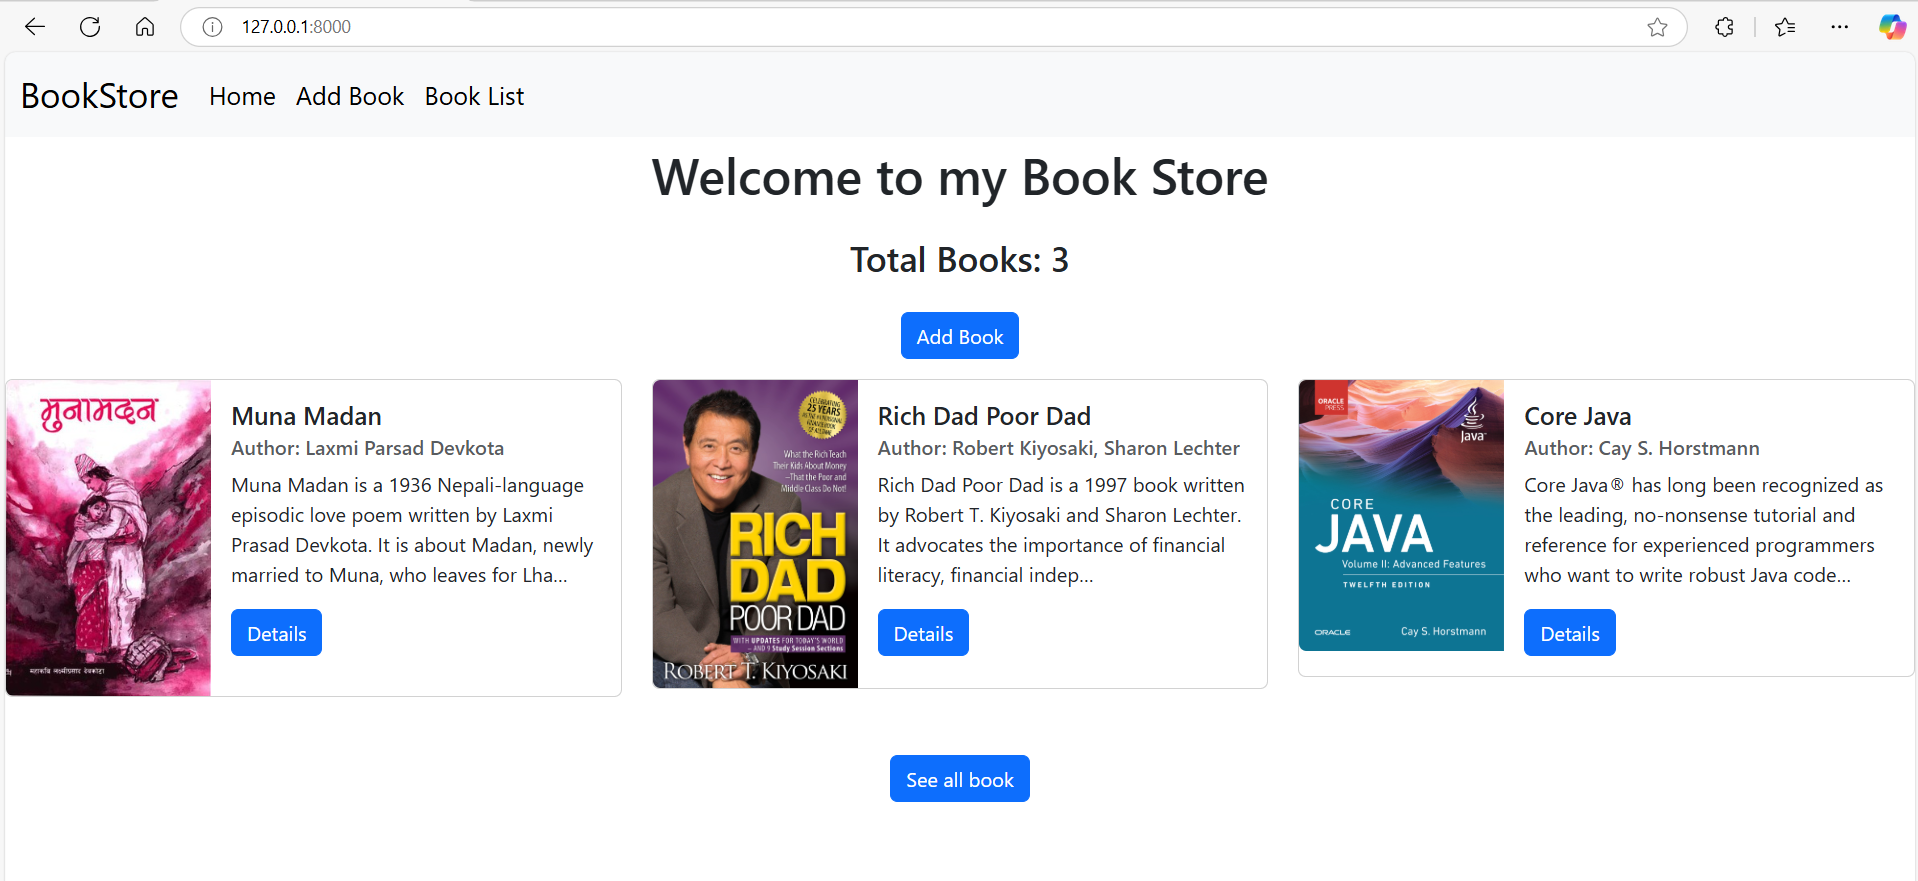 127.0.0.1:8000
BookStore Home Add Book Book List
Welcome to my Book Store
Total Books: 3
Add Book
मुनामदन
महाकवि लक्ष्मीप्रसाद देवकोटा
Muna Madan
Author: Laxmi Parsad Devkota
Muna Madan is a 1936 Nepali-language
episodic love poem written by Laxmi
Prasad Devkota. It is about Madan, newly
married to Muna, who leaves for Lha...
Details
CELEBRATING
25 YEARS
What the Rich Teach
Their Kids About Money
–That the Poor and
Middle Class Do Not!
RICH
DAD
POOR DAD
WITH UPDATES FOR TODAY'S WORLD
– AND 9 Study Session Sections
ROBERT T. KIYOSAKI
Rich Dad Poor Dad
Author: Robert Kiyosaki, Sharon Lechter
Rich Dad Poor Dad is a 1997 book written
by Robert T. Kiyosaki and Sharon Lechter.
It advocates the importance of financial
literacy, financial indep...
Details
ORACLE
PRESS
Java™
CORE
JAVA
Volume II: Advanced Features
TWELFTH EDITION
ORACLE
Cay S. Horstmann
Core Java
Author: Cay S. Horstmann
Core Java® has long been recognized as
the leading, no-nonsense tutorial and
reference for experienced programmers
who want to write robust Java code...
Details
See all book